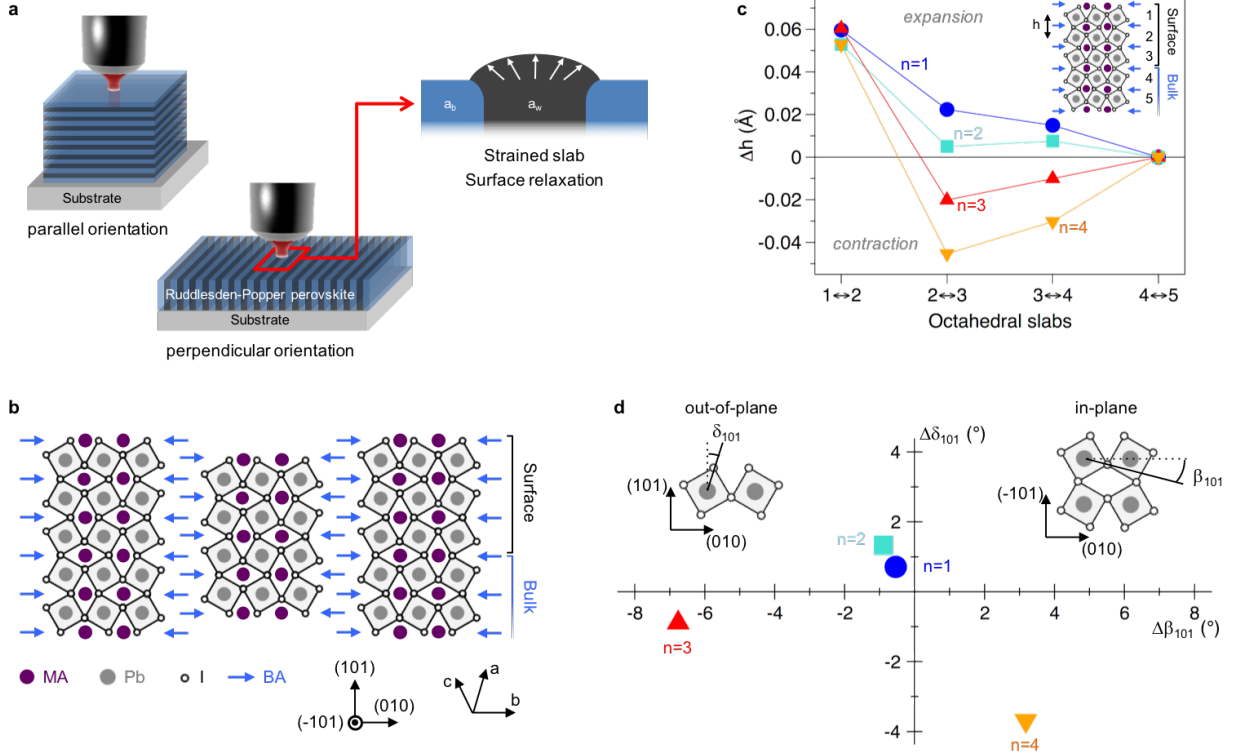 a
Substrate
parallel orientation
Ruddlesden-Popper perovskite
Substrate
perpendicular orientation
a_b
a_w
Strained slab
Surface relaxation
b
Surface
Bulk
MA
Pb
I
BA
(101)
(-101)
(010)
c
a
b
c
Δh (Å)
0.06
0.04
0.02
0
-0.02
-0.04
expansion
contraction
n=1
n=2
n=3
n=4
h
1
2
3
4
5
Surface
Bulk
1↔2
2↔3
3↔4
4↔5
Octahedral slabs
d
out-of-plane
δ101
(101)
(010)
in-plane
β101
(-101)
(010)
Δδ101 (°)
4
2
-2
-4
-8
-6
-4
-2
2
4
6
8
Δβ101 (°)
n=2
n=1
n=3
n=4